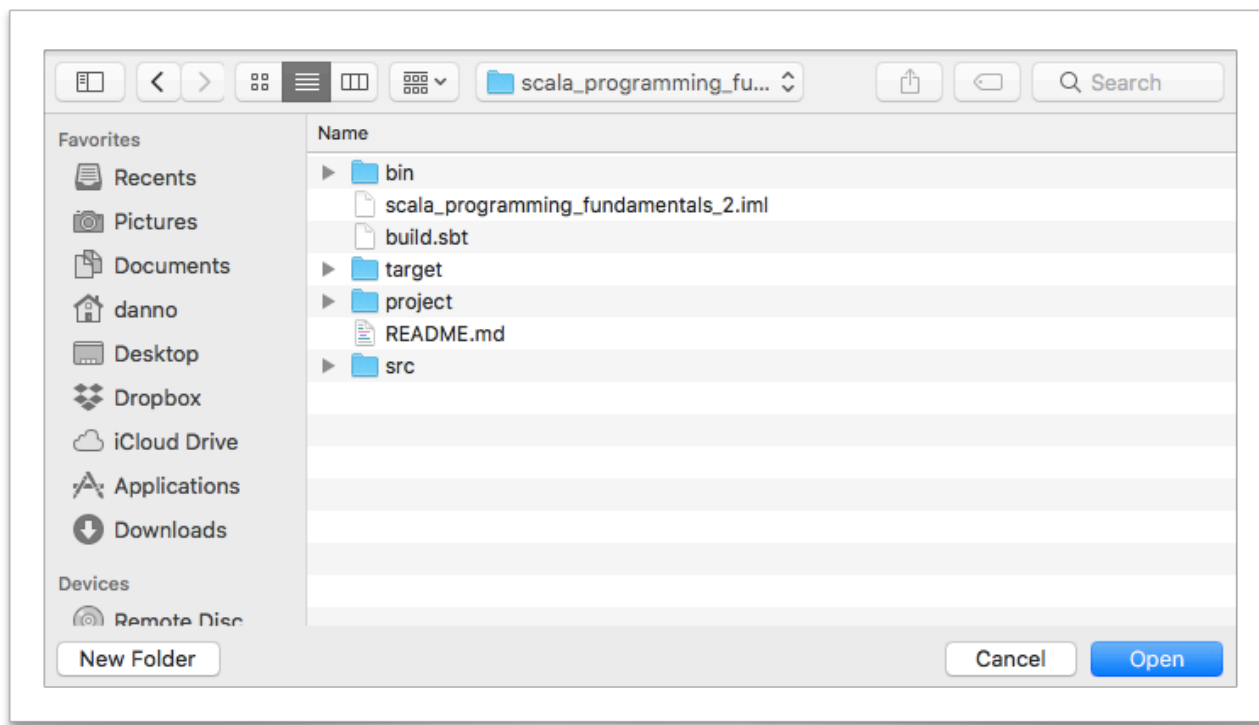 scala_programming_fu...
Search
Favorites
Recents
Pictures
Documents
danno
Desktop
Dropbox
iCloud Drive
Applications
Downloads
Devices
Remote Disc
Name
bin
scala_programming_fundamentals_2.iml
build.sbt
target
project
README.md
src
New Folder
Cancel
Open